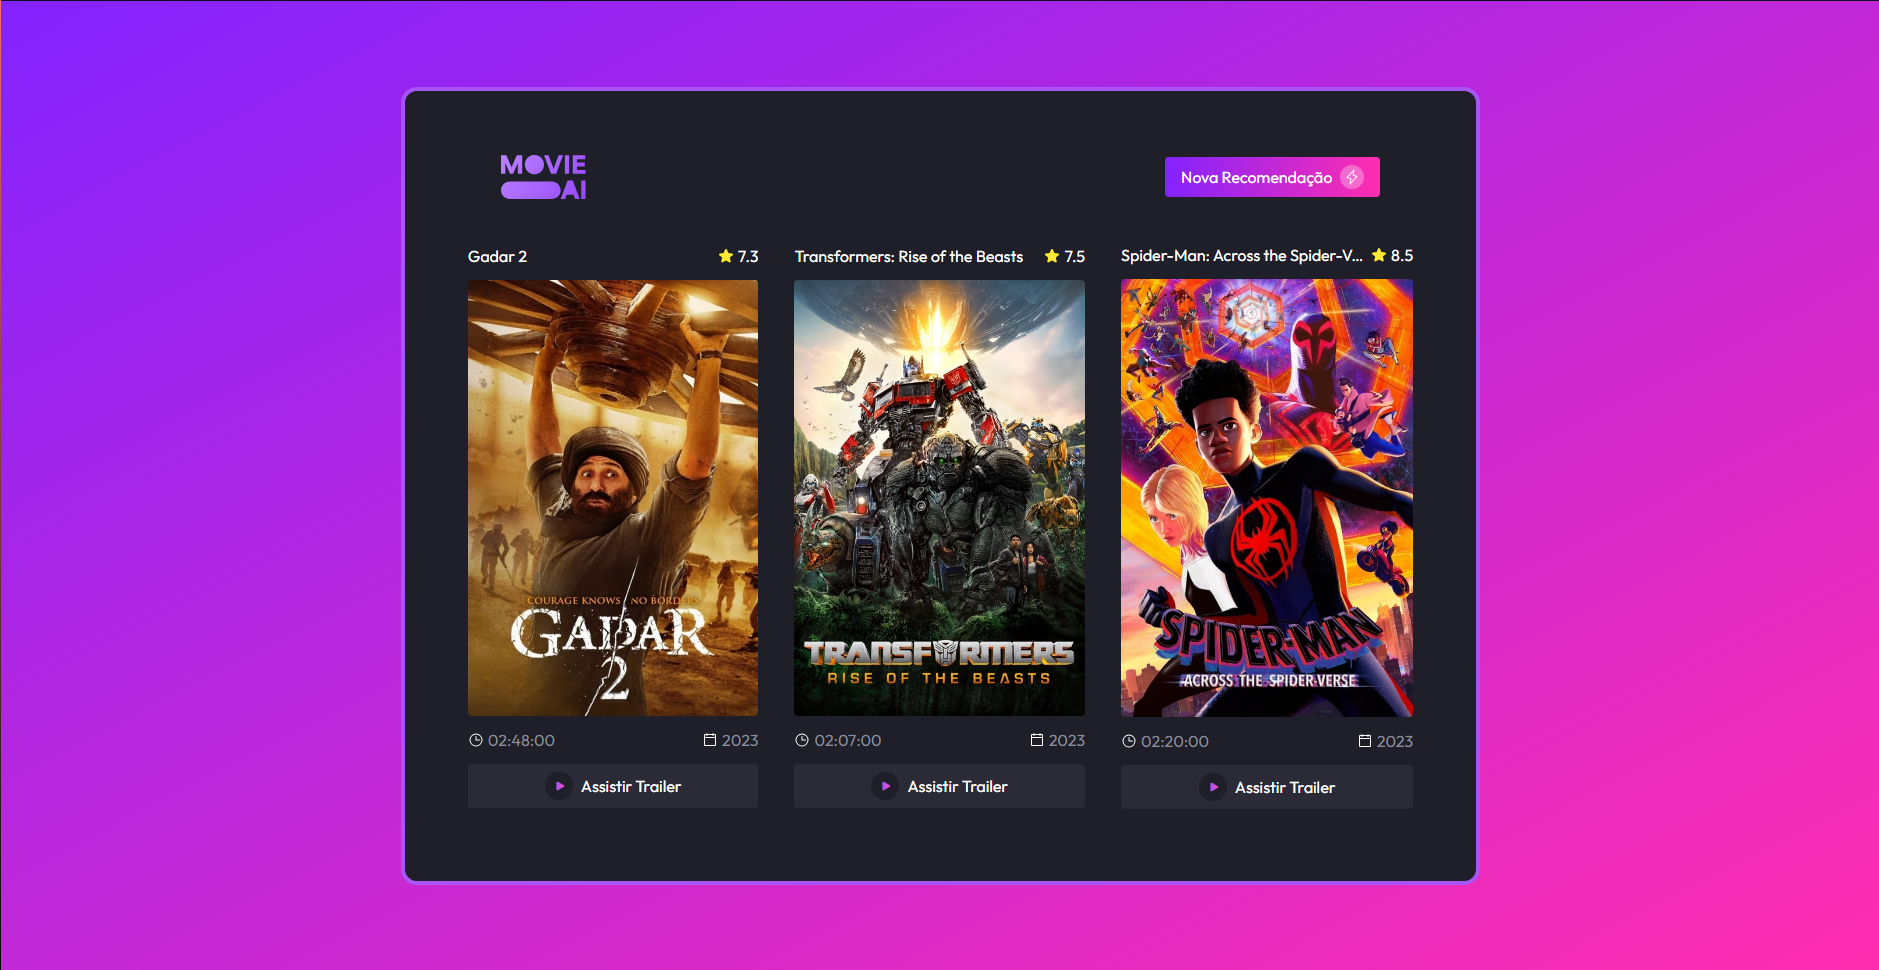 MOVIE
AI
Nova Recomendação
Gadar 2
7.3
Transformers: Rise of the Beasts
7.5
Spider-Man: Across the Spider-V...
8.5
COURAGE KNOWS NO BORDERS
GADAR
2
TRANSFORMERS
RISE OF THE BEASTS
SPIDER-MAN
ACROSS THE SPIDER-VERSE
02:48:00
2023
02:07:00
2023
02:20:00
2023
Assistir Trailer
Assistir Trailer
Assistir Trailer